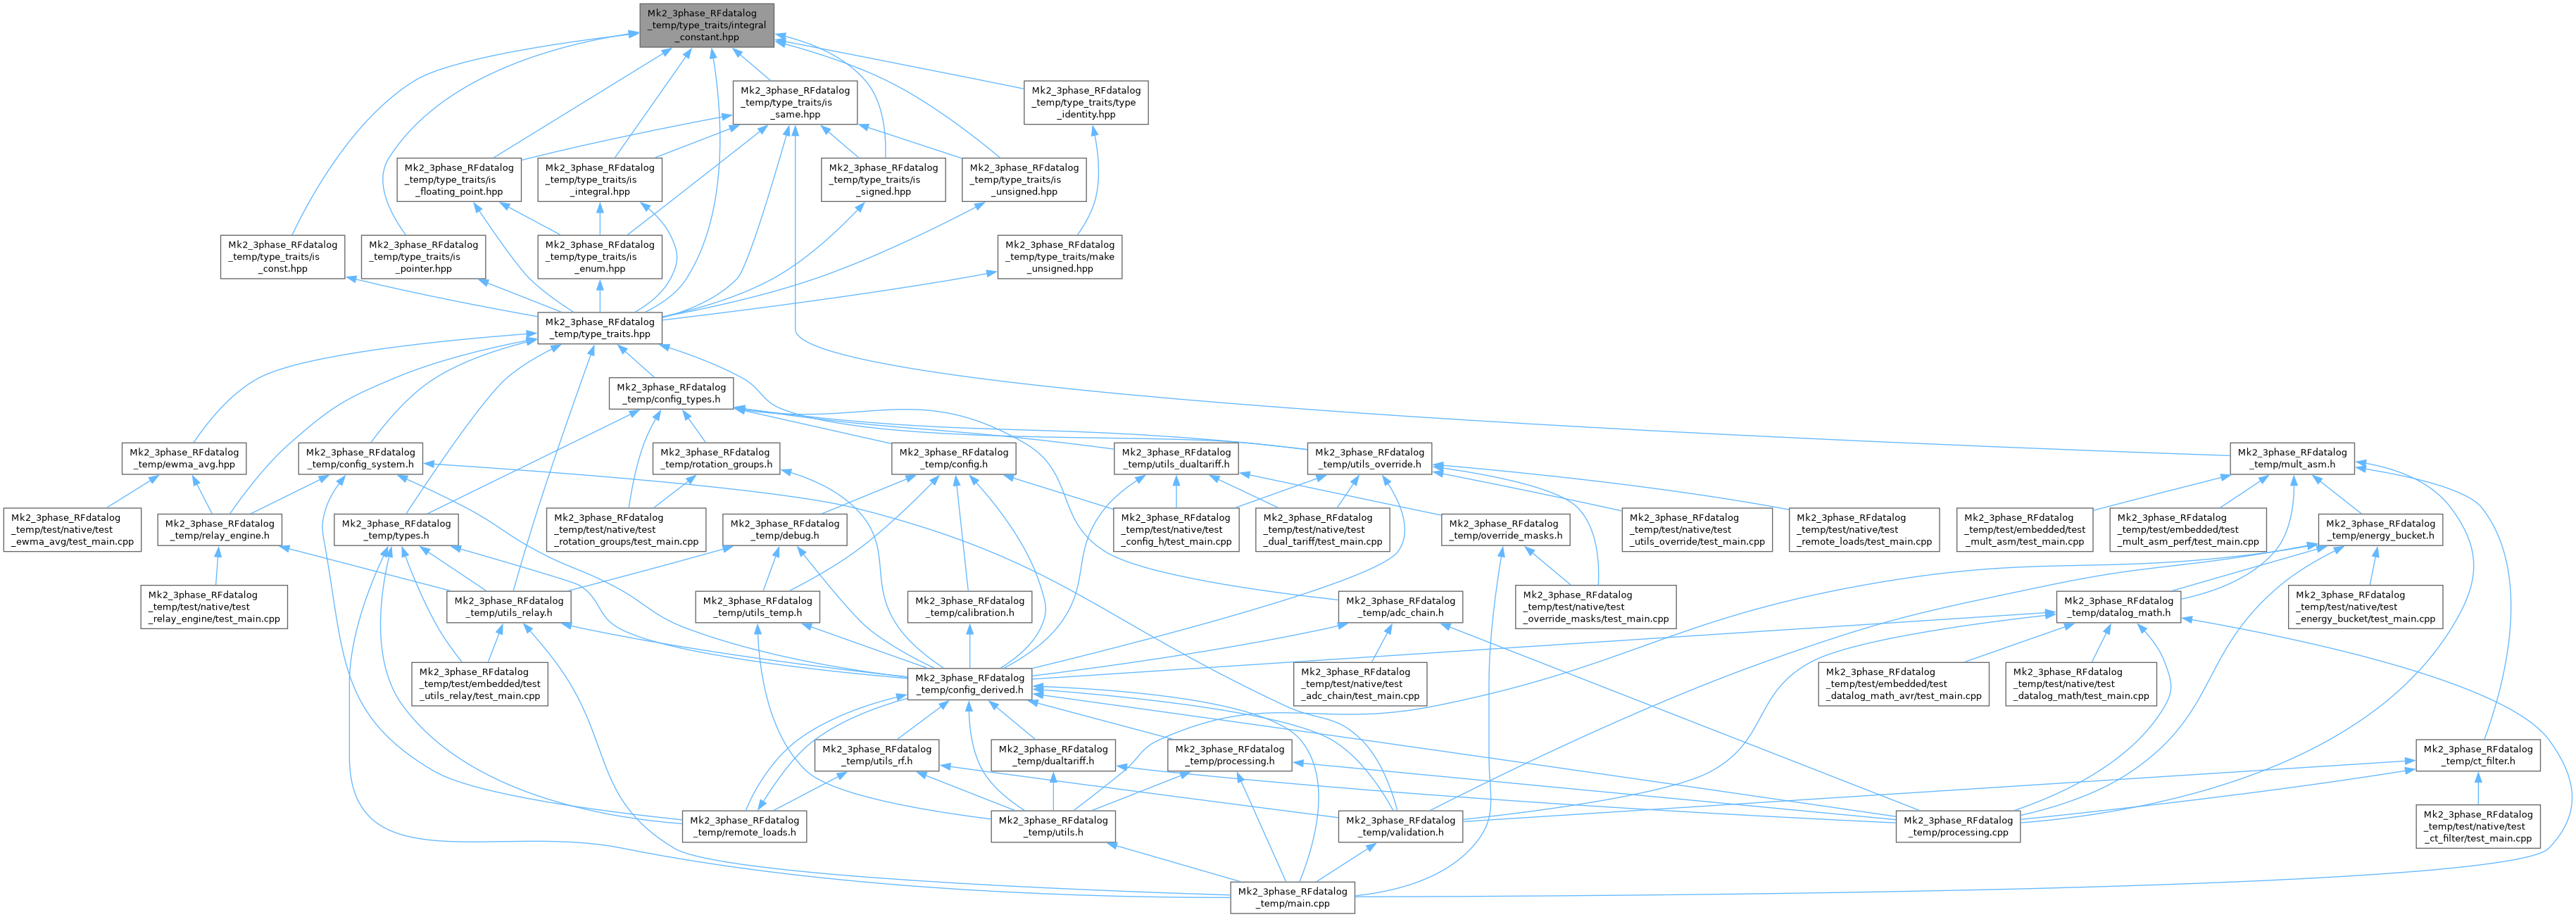 Mk2_3phase_RFdatalog
_temp/type_traits/integral
_constant.hpp
Mk2_3phase_RFdatalog
_temp/type_traits/is
_same.hpp
Mk2_3phase_RFdatalog
_temp/type_traits/type
_identity.hpp
Mk2_3phase_RFdatalog
_temp/type_traits/is
_floating_point.hpp
Mk2_3phase_RFdatalog
_temp/type_traits/is
_integral.hpp
Mk2_3phase_RFdatalog
_temp/type_traits/is
_signed.hpp
Mk2_3phase_RFdatalog
_temp/type_traits/is
_unsigned.hpp
Mk2_3phase_RFdatalog
_temp/type_traits/is
_const.hpp
Mk2_3phase_RFdatalog
_temp/type_traits/is
_pointer.hpp
Mk2_3phase_RFdatalog
_temp/type_traits/is
_enum.hpp
Mk2_3phase_RFdatalog
_temp/type_traits/make
_unsigned.hpp
Mk2_3phase_RFdatalog
_temp/type_traits.hpp
Mk2_3phase_RFdatalog
_temp/config_types.h
Mk2_3phase_RFdatalog
_temp/ewma_avg.hpp
Mk2_3phase_RFdatalog
_temp/config_system.h
Mk2_3phase_RFdatalog
_temp/rotation_groups.h
Mk2_3phase_RFdatalog
_temp/config.h
Mk2_3phase_RFdatalog
_temp/utils_dualtariff.h
Mk2_3phase_RFdatalog
_temp/utils_override.h
Mk2_3phase_RFdatalog
_temp/mult_asm.h
Mk2_3phase_RFdatalog
_temp/test/native/test
_ewma_avg/test_main.cpp
Mk2_3phase_RFdatalog
_temp/relay_engine.h
Mk2_3phase_RFdatalog
_temp/types.h
Mk2_3phase_RFdatalog
_temp/test/native/test
_rotation_groups/test_main.cpp
Mk2_3phase_RFdatalog
_temp/debug.h
Mk2_3phase_RFdatalog
_temp/test/native/test
_config_h/test_main.cpp
Mk2_3phase_RFdatalog
_temp/test/native/test
_dual_tariff/test_main.cpp
Mk2_3phase_RFdatalog
_temp/override_masks.h
Mk2_3phase_RFdatalog
_temp/test/native/test
_utils_override/test_main.cpp
Mk2_3phase_RFdatalog
_temp/test/native/test
_remote_loads/test_main.cpp
Mk2_3phase_RFdatalog
_temp/test/embedded/test
_mult_asm/test_main.cpp
Mk2_3phase_RFdatalog
_temp/test/embedded/test
_mult_asm_perf/test_main.cpp
Mk2_3phase_RFdatalog
_temp/energy_bucket.h
Mk2_3phase_RFdatalog
_temp/test/native/test
_relay_engine/test_main.cpp
Mk2_3phase_RFdatalog
_temp/utils_relay.h
Mk2_3phase_RFdatalog
_temp/utils_temp.h
Mk2_3phase_RFdatalog
_temp/calibration.h
Mk2_3phase_RFdatalog
_temp/adc_chain.h
Mk2_3phase_RFdatalog
_temp/test/native/test
_override_masks/test_main.cpp
Mk2_3phase_RFdatalog
_temp/datalog_math.h
Mk2_3phase_RFdatalog
_temp/test/native/test
_energy_bucket/test_main.cpp
Mk2_3phase_RFdatalog
_temp/test/embedded/test
_utils_relay/test_main.cpp
Mk2_3phase_RFdatalog
_temp/config_derived.h
Mk2_3phase_RFdatalog
_temp/test/native/test
_adc_chain/test_main.cpp
Mk2_3phase_RFdatalog
_temp/test/embedded/test
_datalog_math_avr/test_main.cpp
Mk2_3phase_RFdatalog
_temp/test/native/test
_datalog_math/test_main.cpp
Mk2_3phase_RFdatalog
_temp/utils_rf.h
Mk2_3phase_RFdatalog
_temp/dualtariff.h
Mk2_3phase_RFdatalog
_temp/processing.h
Mk2_3phase_RFdatalog
_temp/ct_filter.h
Mk2_3phase_RFdatalog
_temp/remote_loads.h
Mk2_3phase_RFdatalog
_temp/utils.h
Mk2_3phase_RFdatalog
_temp/validation.h
Mk2_3phase_RFdatalog
_temp/processing.cpp
Mk2_3phase_RFdatalog
_temp/test/native/test
_ct_filter/test_main.cpp
Mk2_3phase_RFdatalog
_temp/main.cpp